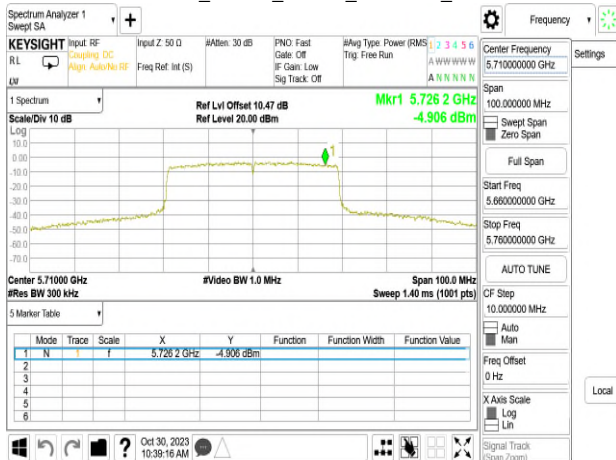 Spectrum Analyzer 1
Swept SA
+
Frequency
KEYSIGHT
RL
Input: RF
Coupling: DC
Align: Auto/No RF
Input Z: 50 Ω
Freq Ref: Int (S)
#Atten: 30 dB
PNO: Fast
Gate: Off
IF Gain: Low
Sig Track: Off
#Avg Type: Power (RMS
Trig: Free Run
1 2 3 4 5 6
A W W W W W
A N N N N N
1 Spectrum
Scale/Div 10 dB
Log
Ref Lvl Offset 10.47 dB
Ref Level 20.00 dBm
Mkr1 5.726 2 GHz
-4.906 dBm
10.0
0.00
-10.0
-20.0
-30.0
-40.0
-50.0
-60.0
-70.0
1
Center 5.71000 GHz
#Res BW 300 kHz
#Video BW 1.0 MHz
Span 100.0 MHz
Sweep 1.40 ms (1001 pts)
5 Marker Table
Mode Trace Scale X Y Function Function Width Function Value
1 N 1 f 5.726 2 GHz -4.906 dBm
2
3
4
5
6
?
Oct 30, 2023
10:39:16 AM
Center Frequency
5.710000000 GHz
Settings
Span
100.000000 MHz
Swept Span
Zero Span
Full Span
Start Freq
5.660000000 GHz
Stop Freq
5.760000000 GHz
AUTO TUNE
CF Step
10.000000 MHz
Auto
Man
Freq Offset
0 Hz
X Axis Scale
Log
Lin
Local
Signal Track
(Span Zoom)